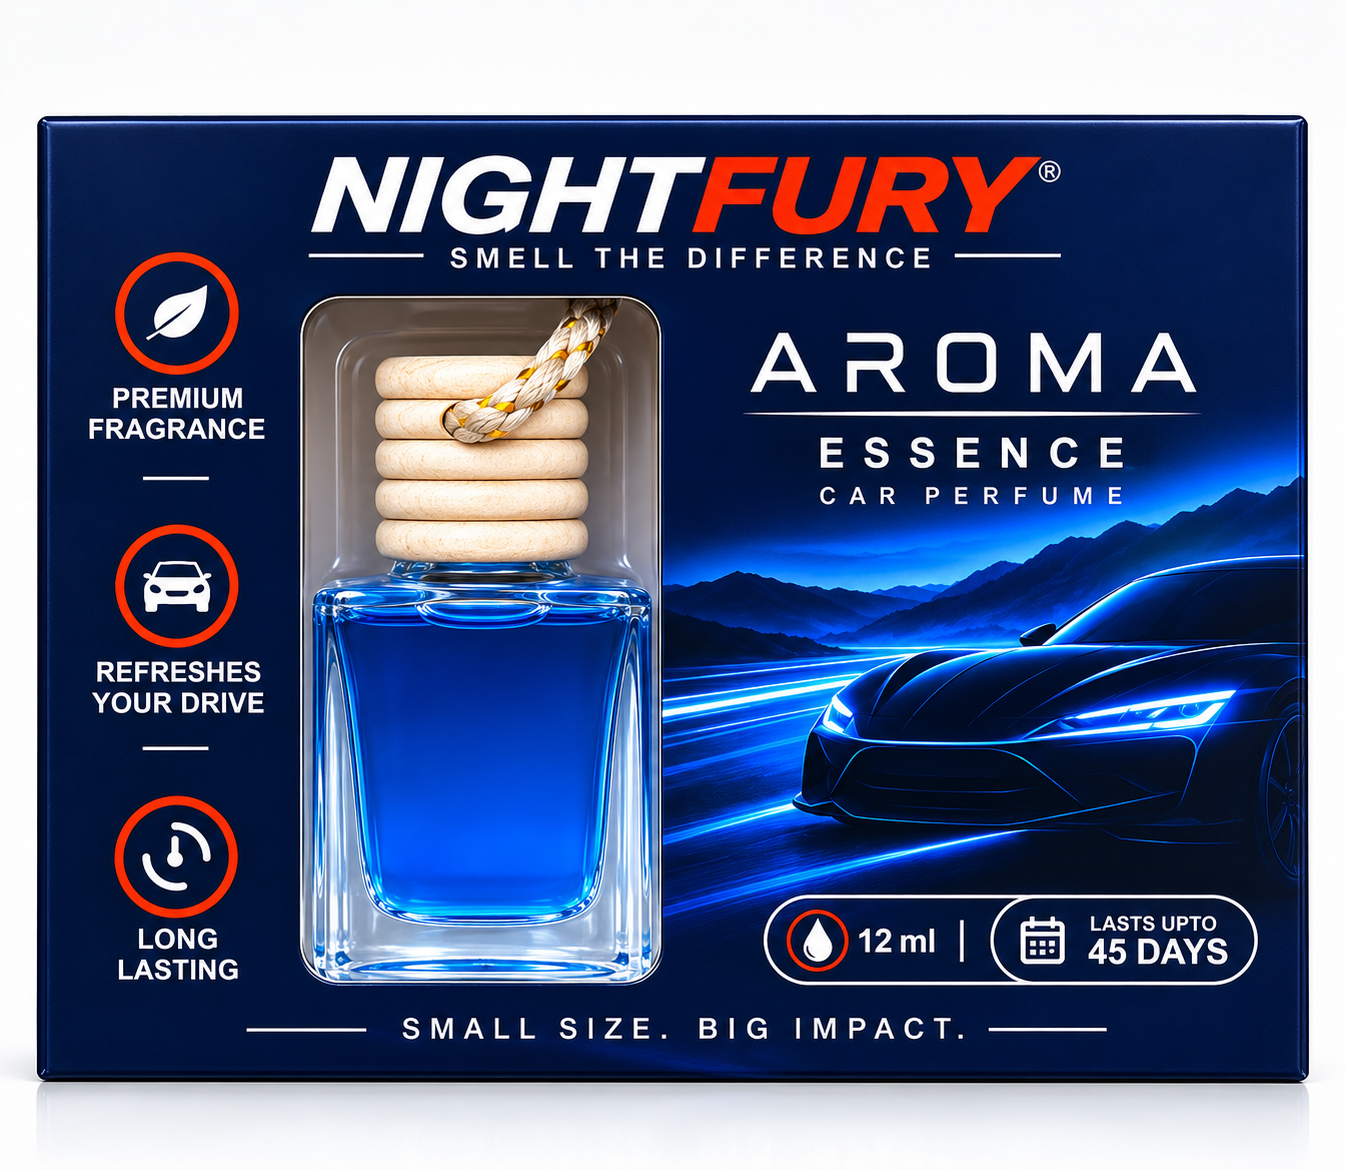 NIGHTFURY®
SMELL THE DIFFERENCE
PREMIUM
FRAGRANCE
REFRESHES
YOUR DRIVE
LONG
LASTING
AROMA
ESSENCE
CAR PERFUME
12 ml
LASTS UPTO
45 DAYS
SMALL SIZE. BIG IMPACT.